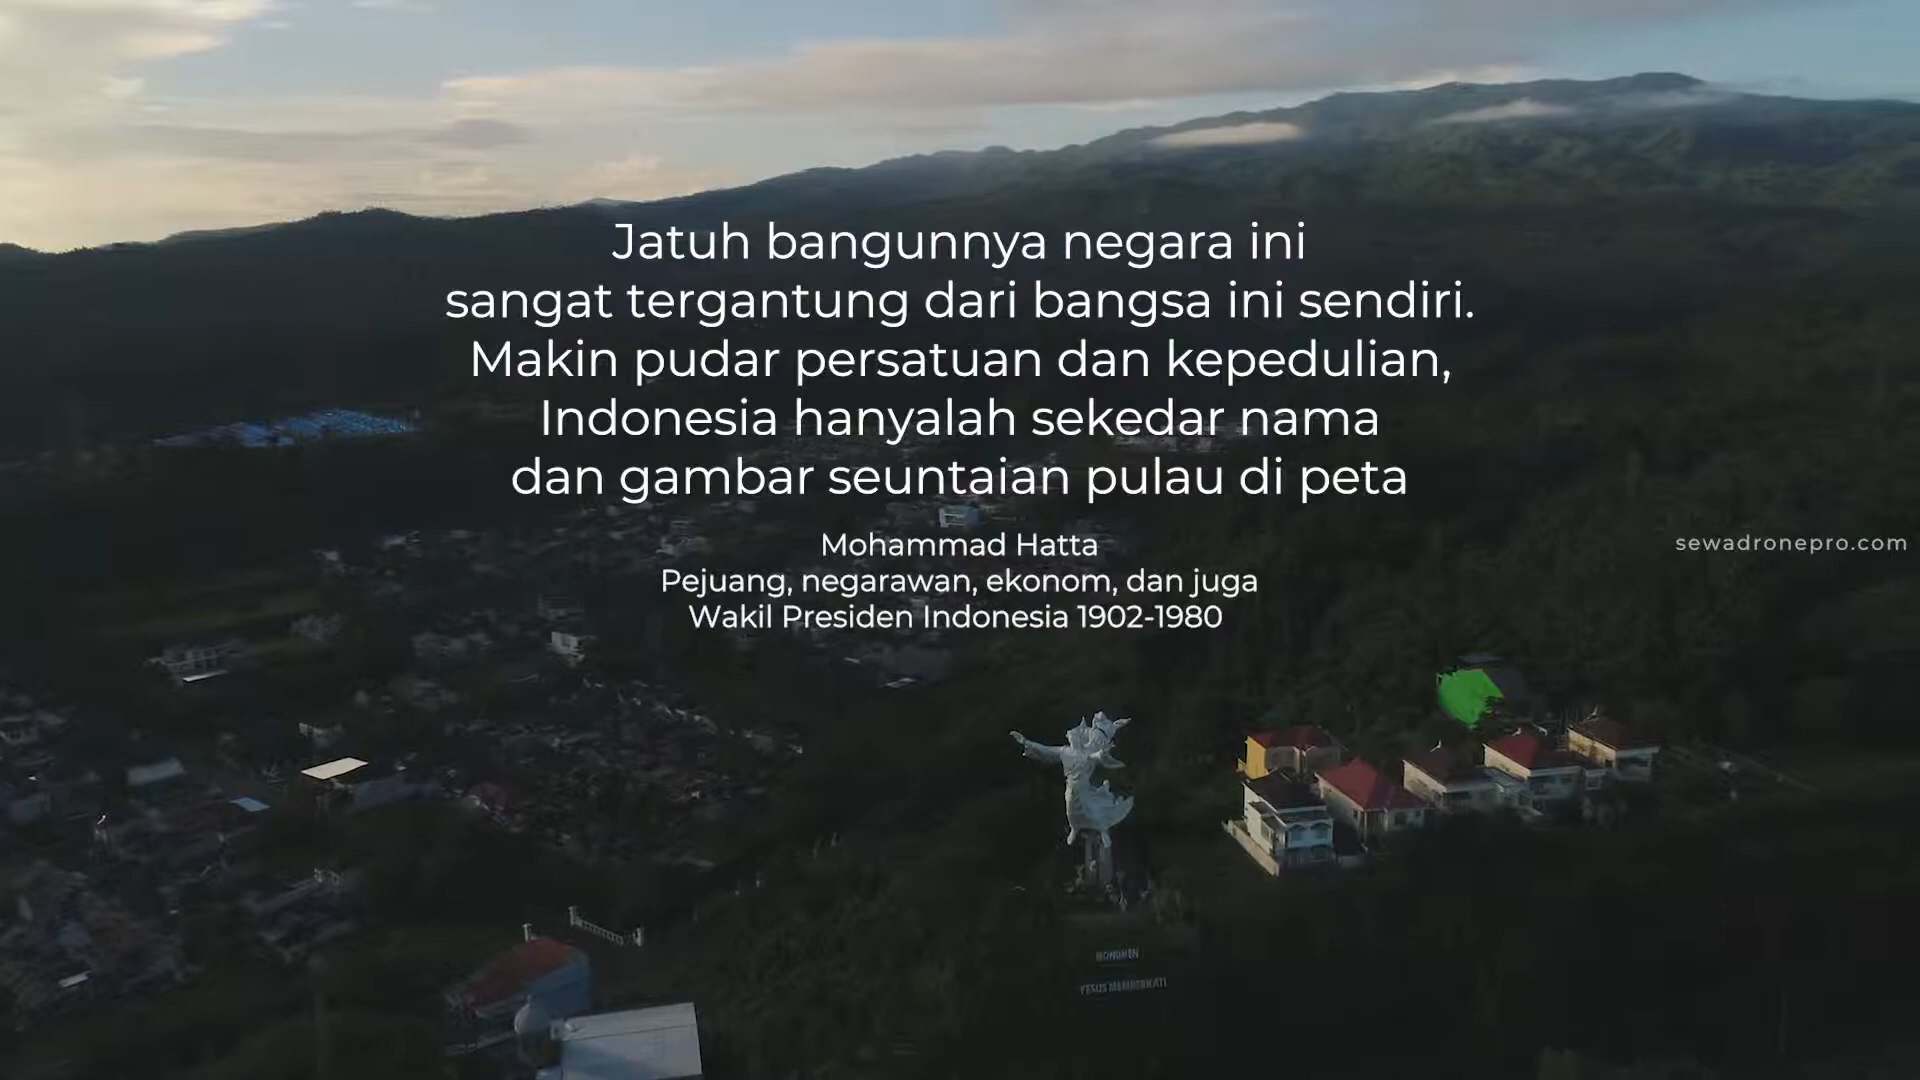 Jatuh bangunnya negara ini
sangat tergantung dari bangsa ini sendiri.
Makin pudar persatuan dan kepedulian,
Indonesia hanyalah sekedar nama
dan gambar seuntaian pulau di peta
Mohammad Hatta
Pejuang, negarawan, ekonom, dan juga
Wakil Presiden Indonesia 1902-1980
sewadronepro.com
MONUMEN
YESUS MEMBERKATI